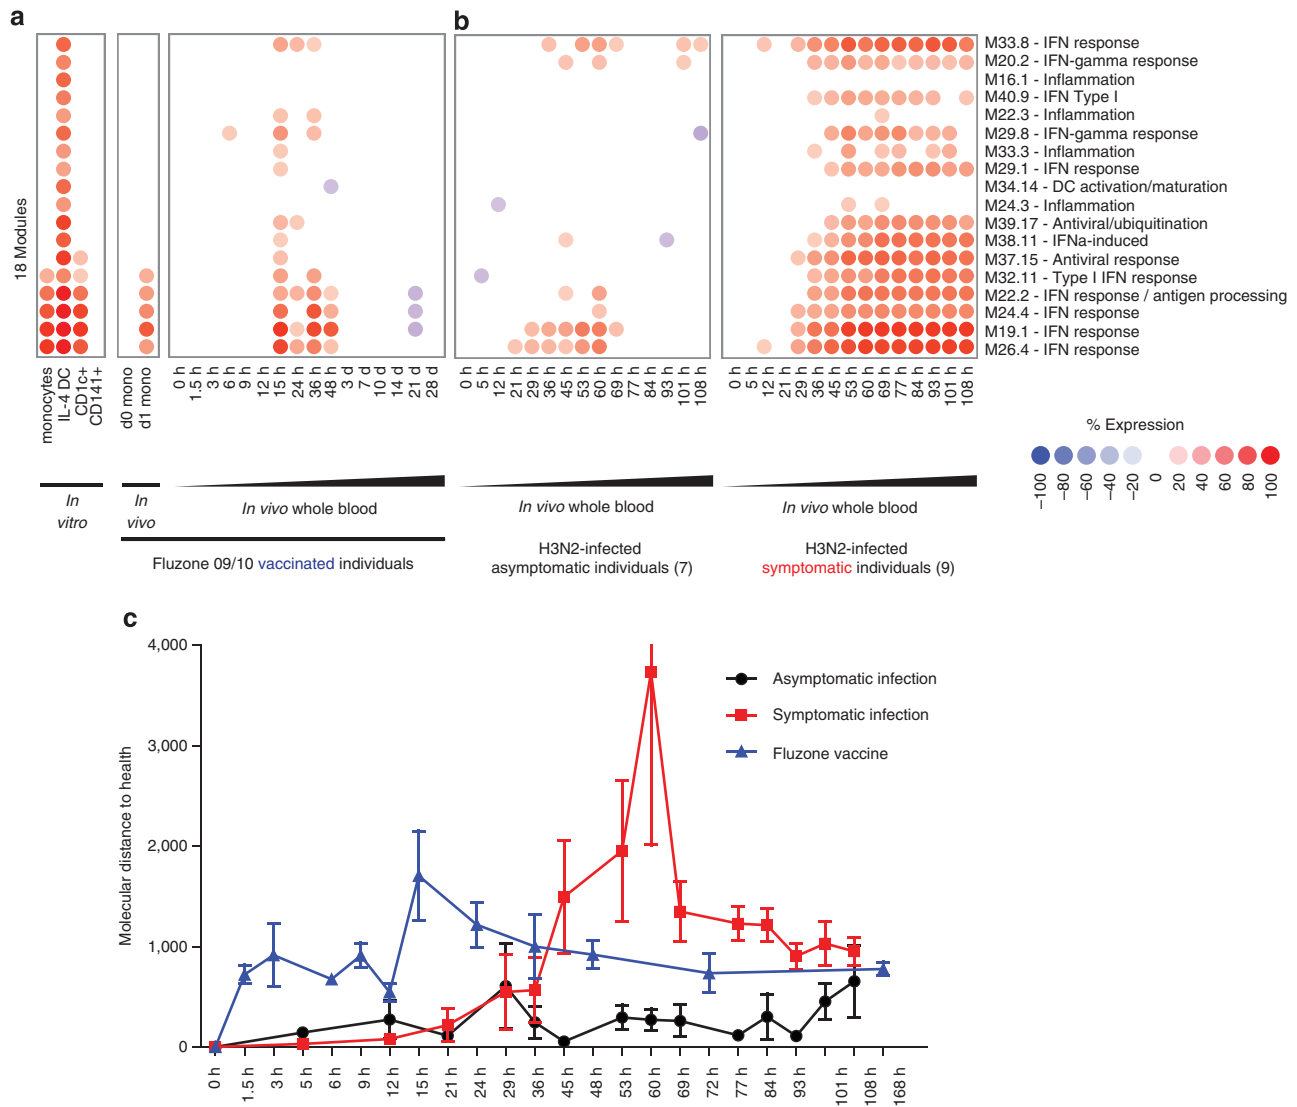 a
b
18 Modules
M33.8 - IFN response
M20.2 - IFN-gamma response
M16.1 - Inflammation
M40.9 - IFN Type I
M22.3 - Inflammation
M29.8 - IFN-gamma response
M33.3 - Inflammation
M29.1 - IFN response
M34.14 - DC activation/maturation
M24.3 - Inflammation
M39.17 - Antiviral/ubiquitination
M38.11 - IFNa-induced
M37.15 - Antiviral response
M32.11 - Type I IFN response
M22.2 - IFN response / antigen processing
M24.4 - IFN response
M19.1 - IFN response
M26.4 - IFN response
monocytes
IL-4 DC
CD1c+
CD141+
d0 mono
d1 mono
0 h
1.5 h
3 h
6 h
9 h
12 h
15 h
24 h
36 h
48 h
3 d
7 d
10 d
14 d
21 d
28 d
0 h
5 h
12 h
21 h
29 h
36 h
45 h
53 h
60 h
69 h
77 h
84 h
93 h
101 h
108 h
0 h
5 h
12 h
21 h
29 h
36 h
45 h
53 h
60 h
69 h
77 h
84 h
93 h
101 h
108 h
% Expression
–100
–80
–60
–40
–20
0
20
40
60
80
100
In vitro
In vivo
In vivo whole blood
In vivo whole blood
In vivo whole blood
Fluzone 09/10 vaccinated individuals
H3N2-infected
asymptomatic individuals (7)
H3N2-infected
symptomatic individuals (9)
c
Molecular distance to health
4,000
3,000
2,000
1,000
0
Asymptomatic infection
Symptomatic infection
Fluzone vaccine
0 h
1.5 h
3 h
5 h
6 h
9 h
12 h
15 h
21 h
24 h
29 h
36 h
45 h
48 h
53 h
60 h
69 h
72 h
77 h
84 h
93 h
101 h
108 h
168 h